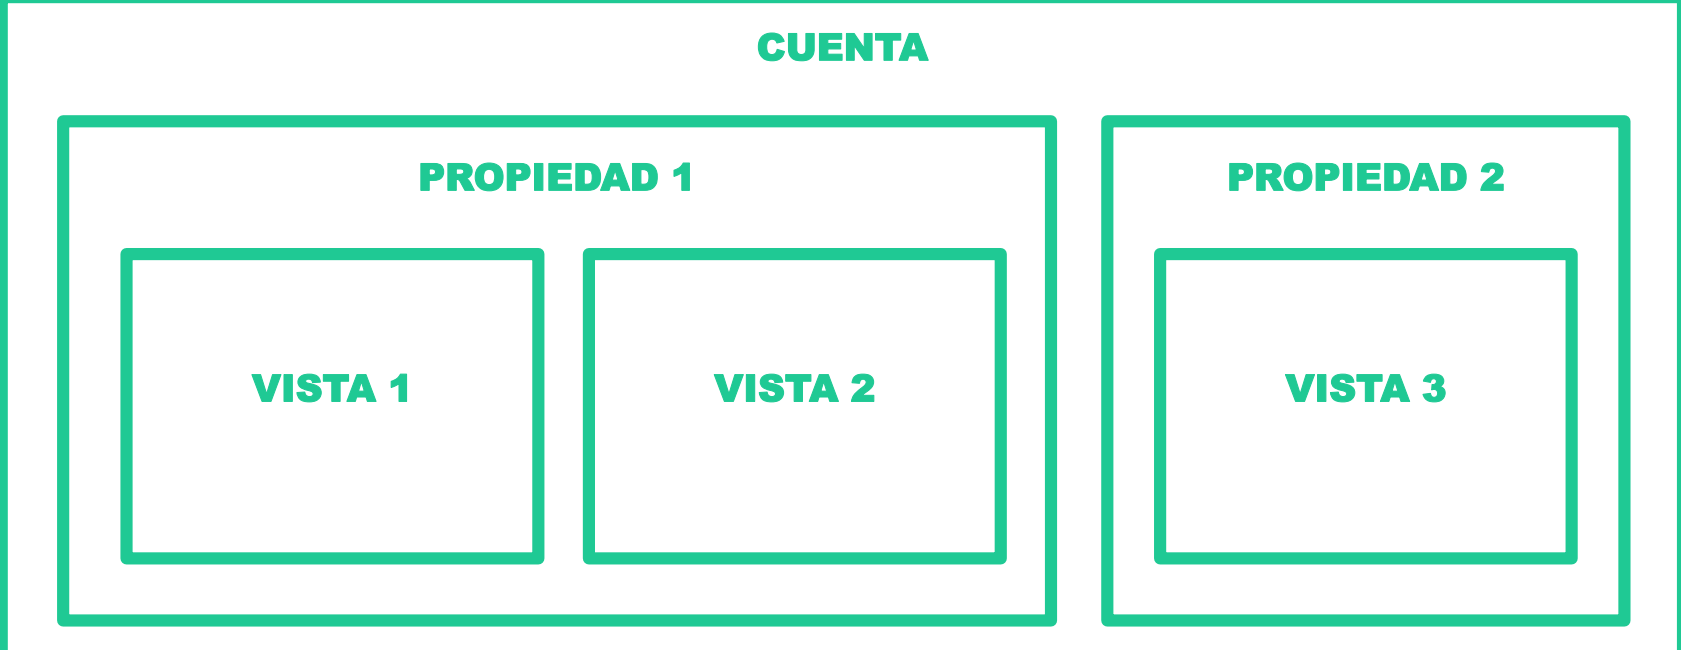 CUENTA
PROPIEDAD 1
PROPIEDAD 2
VISTA 1
VISTA 2
VISTA 3